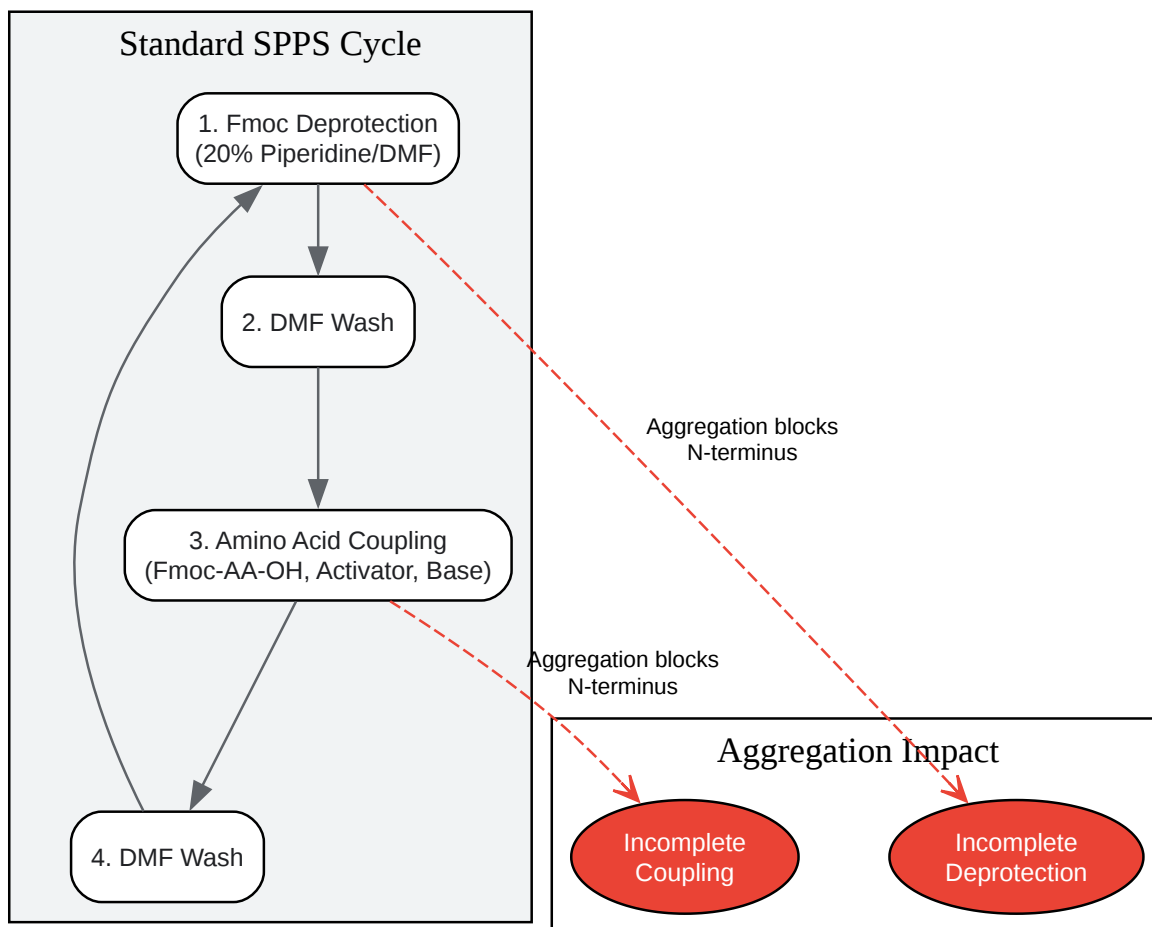 Standard SPPS Cycle
1. Fmoc Deprotection
(20% Piperidine/DMF)
2. DMF Wash
Aggregation blocks
N-terminus
3. Amino Acid Coupling
(Fmoc-AA-OH, Activator, Base)
Aggregation blocks
N-terminus
Aggregation Impact
4. DMF Wash
Incomplete
Coupling
Incomplete
Deprotection